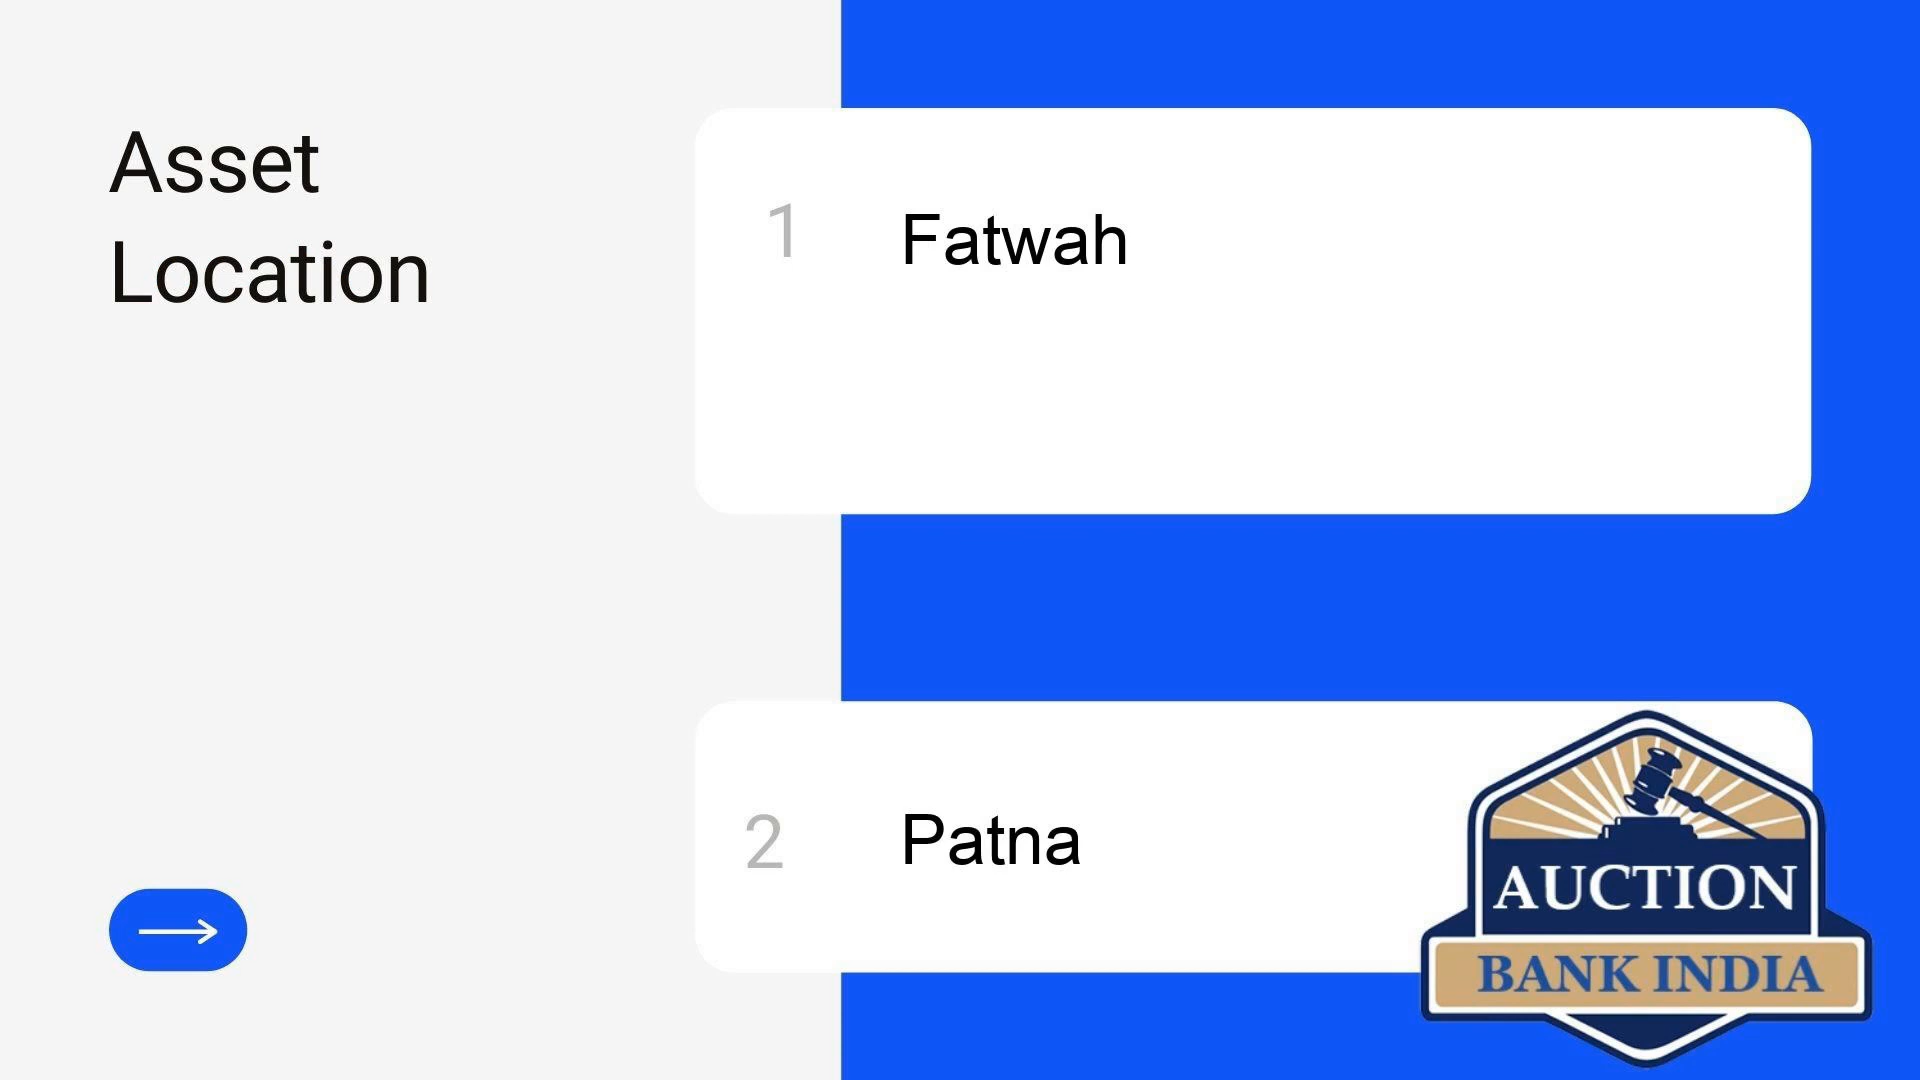 Asset
Location
1
Fatwah
2
Patna
AUCTION
BANK INDIA